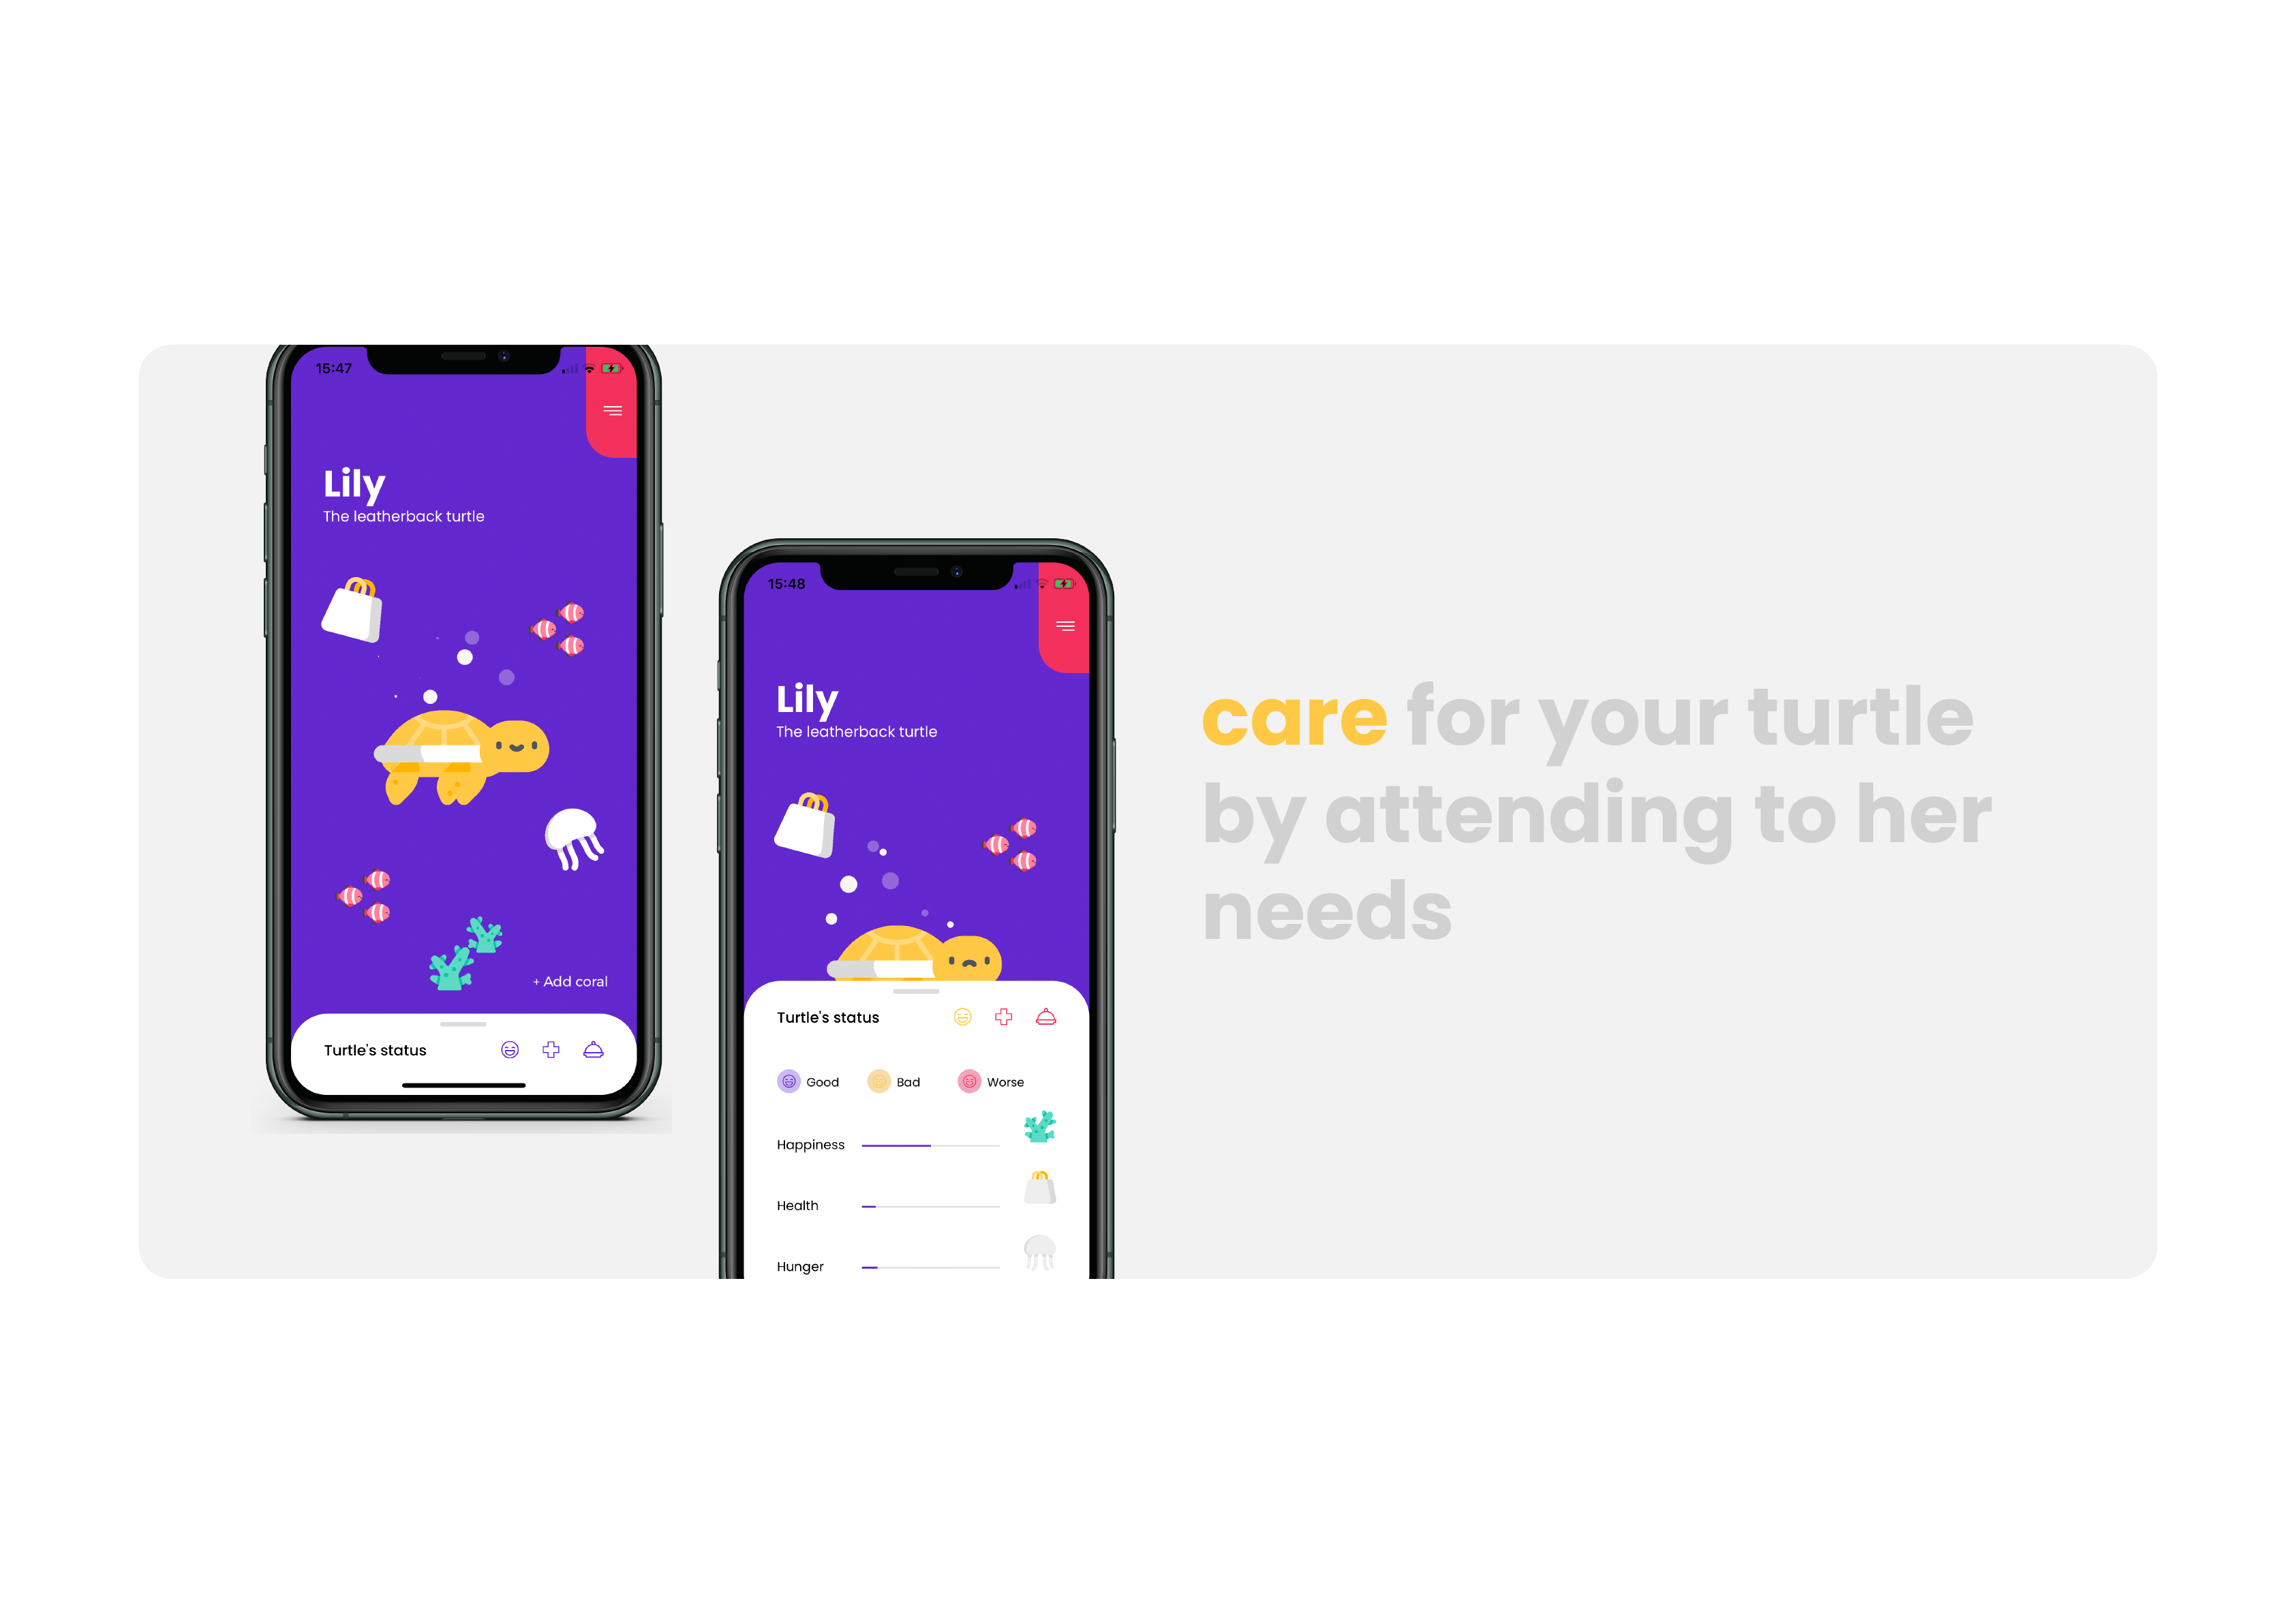 15:47
Lily
The leatherback turtle
+ Add coral
Turtle's status
15:48
Lily
The leatherback turtle
Turtle's status
Good Bad Worse
Happiness
Health
Hunger
care for your turtle
by attending to her
needs